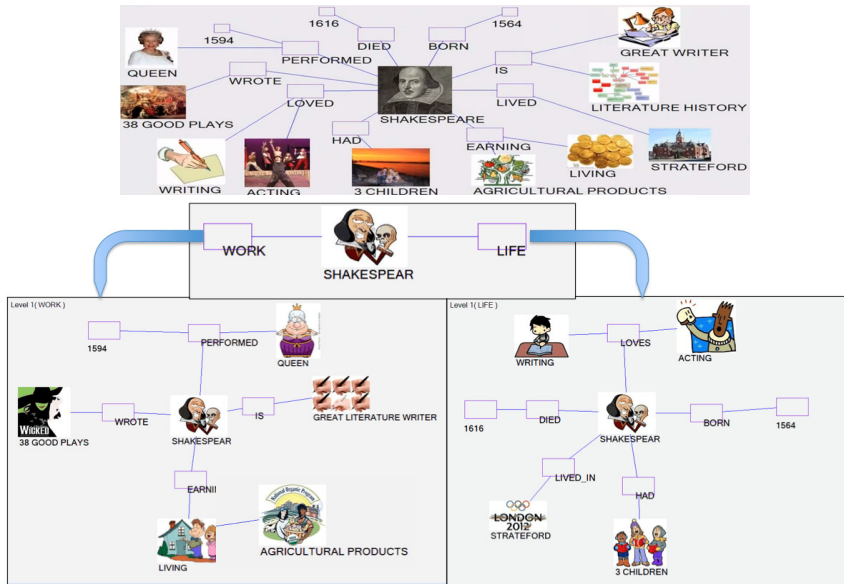 1616
1564
1594
DIED
BORN
GREAT WRITER
QUEEN
PERFORMED
IS
WROTE
LOVED
LIVED
LITERATURE HISTORY
38 GOOD PLAYS
SHAKESPEARE
HAD
EARNING
LIVING
STRATEFORD
WRITING
ACTING
3 CHILDREN
AGRICULTURAL PRODUCTS
WORK
SHAKESPEAR
LIFE
Level 1( WORK )
1594
PERFORMED
QUEEN
WICKED
38 GOOD PLAYS
WROTE
SHAKESPEAR
IS
GREAT LITERATURE WRITER
EARNII
National Organic Program
LIVING
AGRICULTURAL PRODUCTS
Level 1( LIFE )
WRITING
LOVES
ACTING
1616
DIED
SHAKESPEAR
BORN
1564
LIVED_IN
HAD
LONDON
2012
STRATEFORD
3 CHILDREN